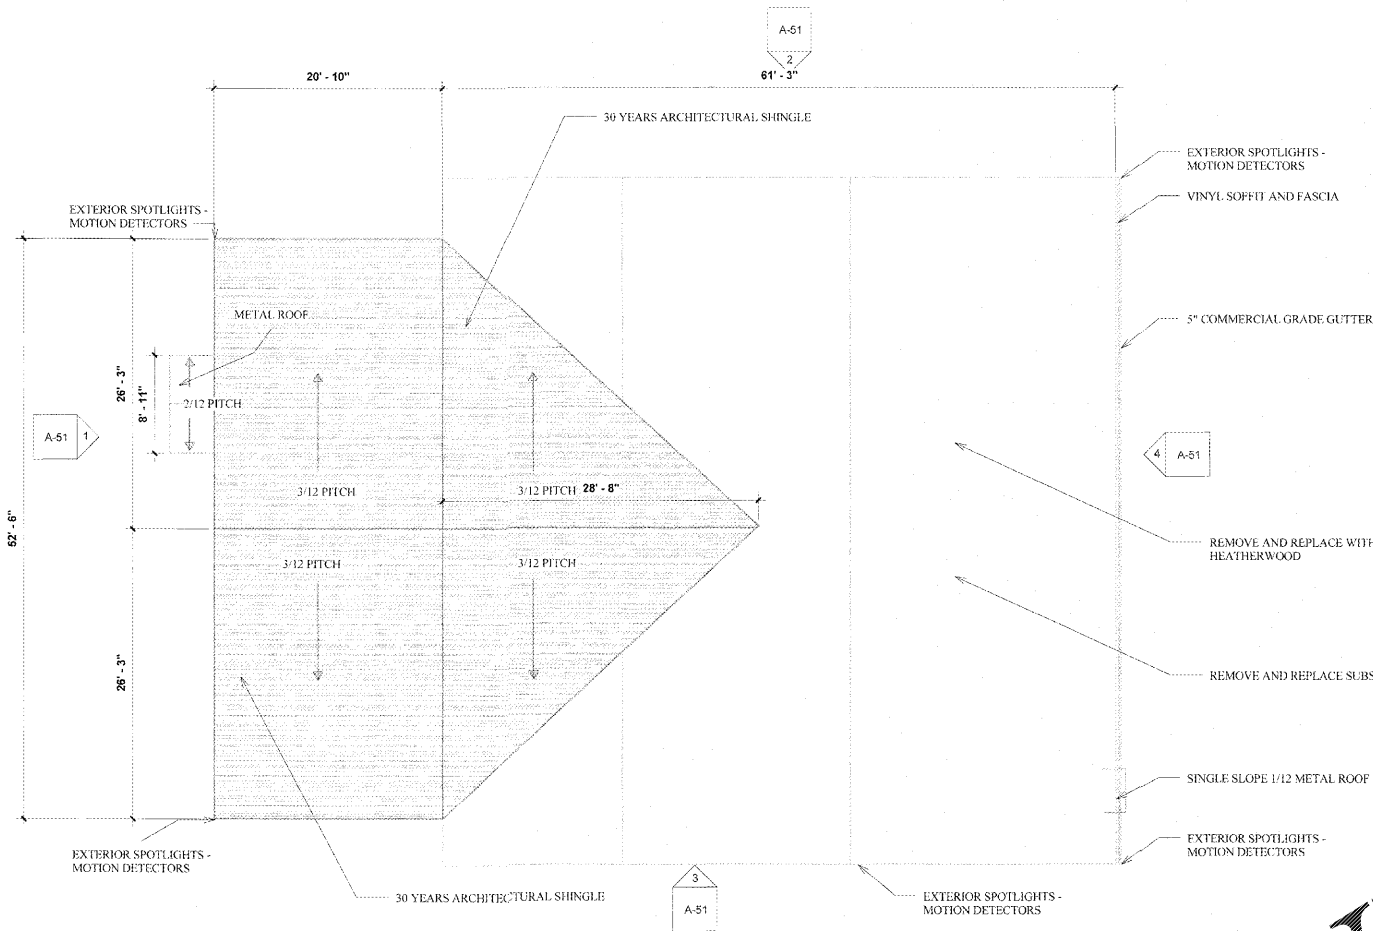 A-51
2
20' - 10"
61' - 3"
30 YEARS ARCHITECTURAL SHINGLE
EXTERIOR SPOTLIGHTS -
MOTION DETECTORS
VINYL SOFFIT AND FASCIA
EXTERIOR SPOTLIGHTS -
MOTION DETECTORS
METAL ROOF
5" COMMERCIAL GRADE GUTTER
26' - 3"
8' - 11"
2/12 PITCH
A-51
1
4
A-51
3/12 PITCH
3/12 PITCH
28' - 8"
52' - 6"
REMOVE AND REPLACE WITH
HEATHERWOOD
3/12 PITCH
3/12 PITCH
26' - 3"
REMOVE AND REPLACE SUBS
SINGLE SLOPE 1/12 METAL ROOF
EXTERIOR SPOTLIGHTS -
MOTION DETECTORS
EXTERIOR SPOTLIGHTS -
MOTION DETECTORS
30 YEARS ARCHITECTURAL SHINGLE
3
A-51
EXTERIOR SPOTLIGHTS -
MOTION DETECTORS